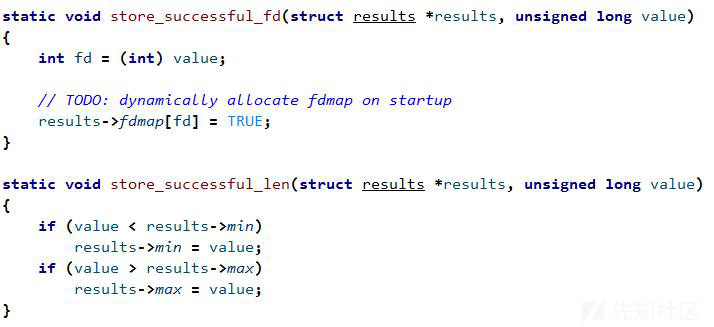 static void store_successful_fd(struct results *results, unsigned long value)
{
    int fd = (int) value;

    // TODO: dynamically allocate fdmap on startup
    results->fdmap[fd] = TRUE;
}

static void store_successful_len(struct results *results, unsigned long value)
{
    if (value < results->min)
        results->min = value;
    if (value > results->max)
        results->max = value;
}
先知社区